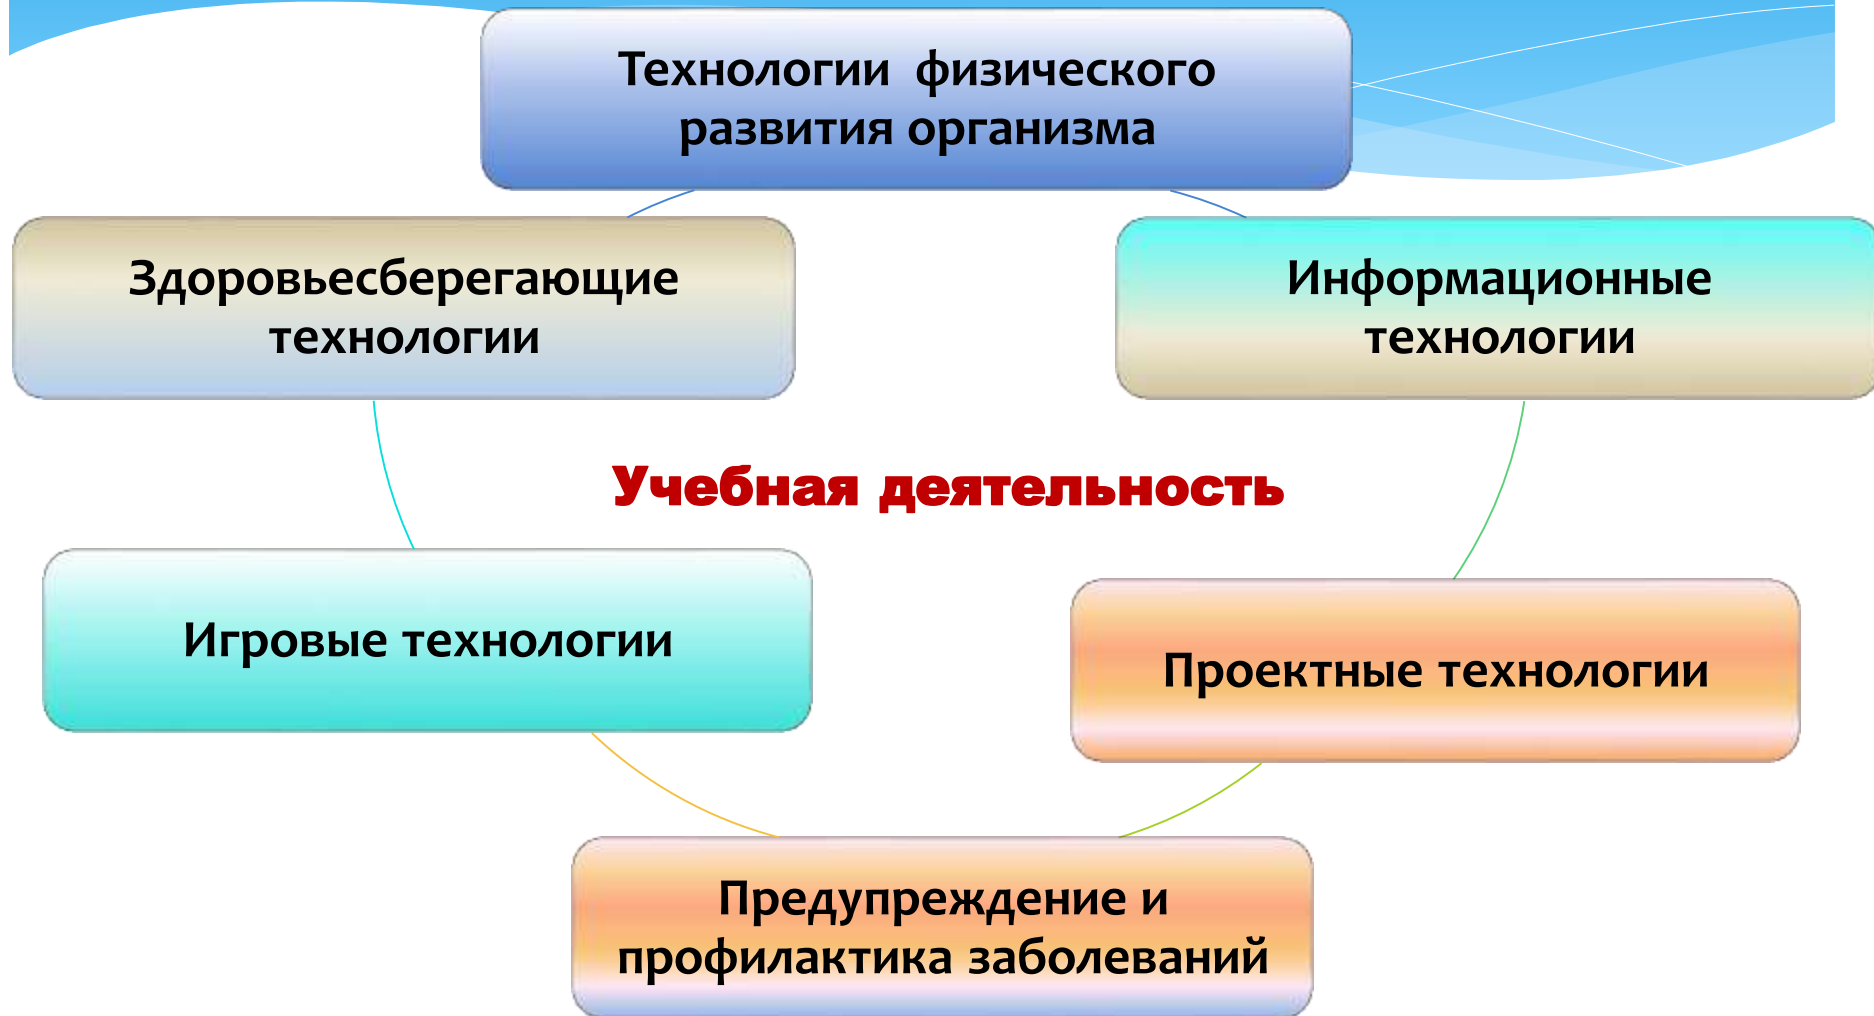 Технологии физического
развития организма
Здоровьесберегающие
технологии
Информационные
технологии
Учебная деятельность
Игровые технологии
Проектные технологии
Предупреждение и
профилактика заболеваний